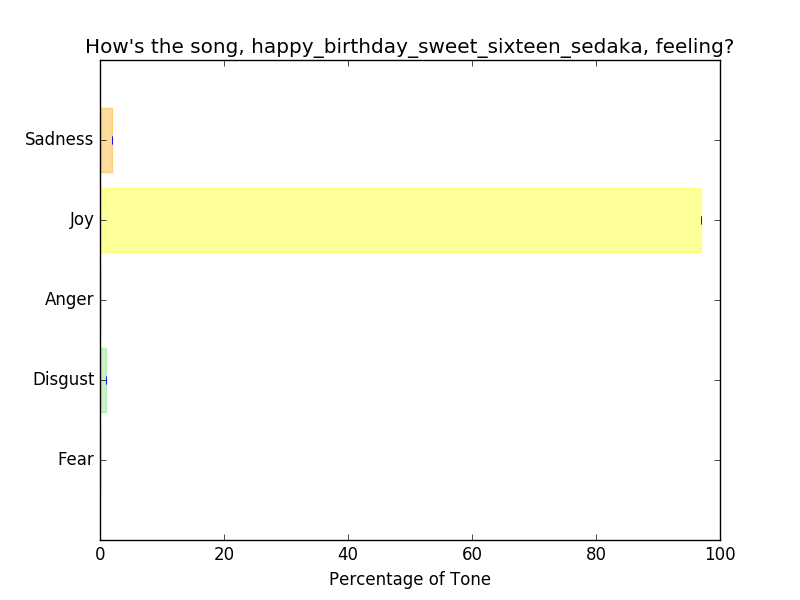 How's the song, happy_birthday_sweet_sixteen_sedaka, feeling?
Sadness
Joy
Anger
Disgust
Fear
0 20 40 60 80 100
Percentage of Tone